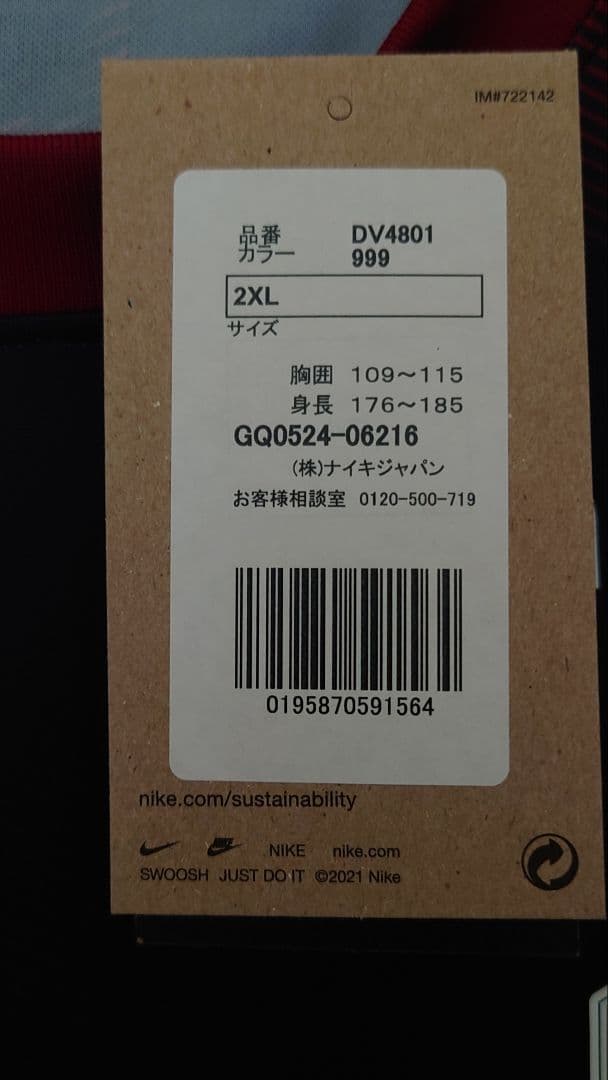 IM#722142
品番 DV4801
カラー 999
2XL
サイズ
胸囲 109〜115
身長 176〜185
GQ0524-06216
(株)ナイキジャパン
お客様相談室 0120-500-719
0195870591564
nike.com/sustainability
NIKE nike.com
SWOOSH JUST DO IT ©2021 Nike